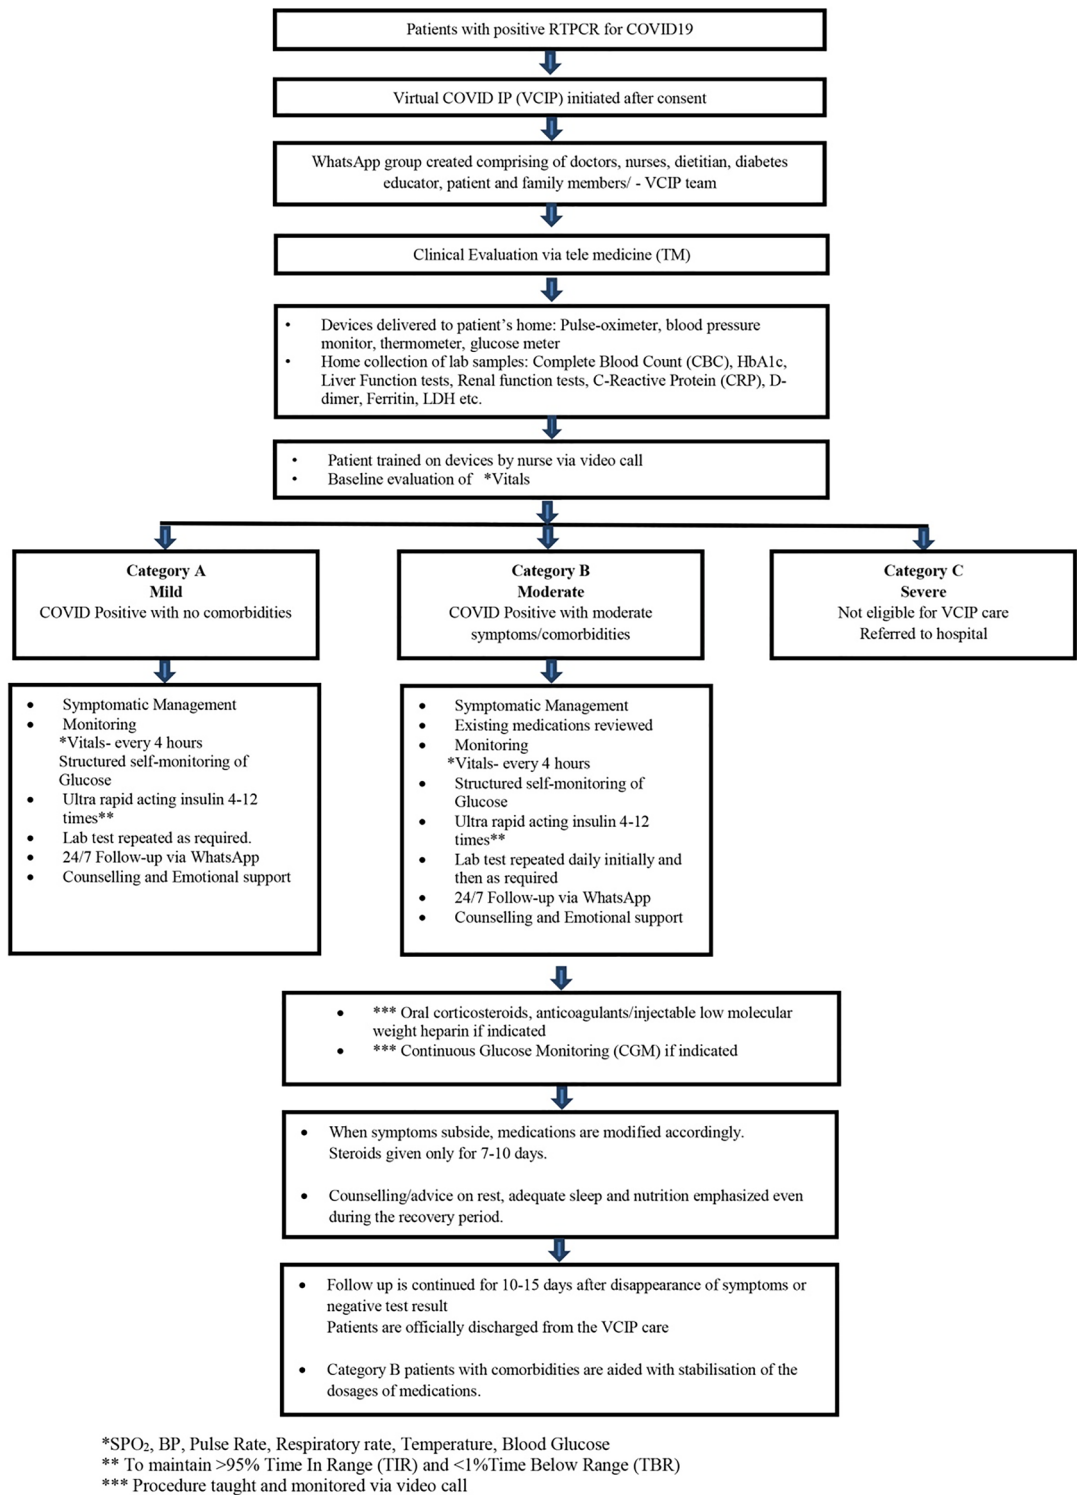 Patients with positive RTPCR for COVID19
Virtual COVID IP (VCIP) initiated after consent
WhatsApp group created comprising of doctors, nurses, dietitian, diabetes
educator, patient and family members/ - VCIP team
Clinical Evaluation via tele medicine (TM)
• Devices delivered to patient's home: Pulse-oximeter, blood pressure
monitor, thermometer, glucose meter
• Home collection of lab samples: Complete Blood Count (CBC), HbA1c,
Liver Function tests, Renal function tests, C-Reactive Protein (CRP), D-
dimer, Ferritin, LDH etc.
• Patient trained on devices by nurse via video call
• Baseline evaluation of *Vitals
Category A
Mild
COVID Positive with no comorbidities
Category B
Moderate
COVID Positive with moderate
symptoms/comorbidities
Category C
Severe
Not eligible for VCIP care
Referred to hospital
• Symptomatic Management
• Monitoring
*Vitals- every 4 hours
Structured self-monitoring of
Glucose
• Ultra rapid acting insulin 4-12
times**
• Lab test repeated as required.
• 24/7 Follow-up via WhatsApp
• Counselling and Emotional support
• Symptomatic Management
• Existing medications reviewed
• Monitoring
*Vitals- every 4 hours
• Structured self-monitoring of
Glucose
• Ultra rapid acting insulin 4-12
times**
• Lab test repeated daily initially and
then as required
• 24/7 Follow-up via WhatsApp
• Counselling and Emotional support
• *** Oral corticosteroids, anticoagulants/injectable low molecular
weight heparin if indicated
• *** Continuous Glucose Monitoring (CGM) if indicated
• When symptoms subside, medications are modified accordingly.
Steroids given only for 7-10 days.
• Counselling/advice on rest, adequate sleep and nutrition emphasized even
during the recovery period.
• Follow up is continued for 10-15 days after disappearance of symptoms or
negative test result
Patients are officially discharged from the VCIP care
• Category B patients with comorbidities are aided with stabilisation of the
dosages of medications.
*SPO₂, BP, Pulse Rate, Respiratory rate, Temperature, Blood Glucose
** To maintain >95% Time In Range (TIR) and <1%Time Below Range (TBR)
*** Procedure taught and monitored via video call